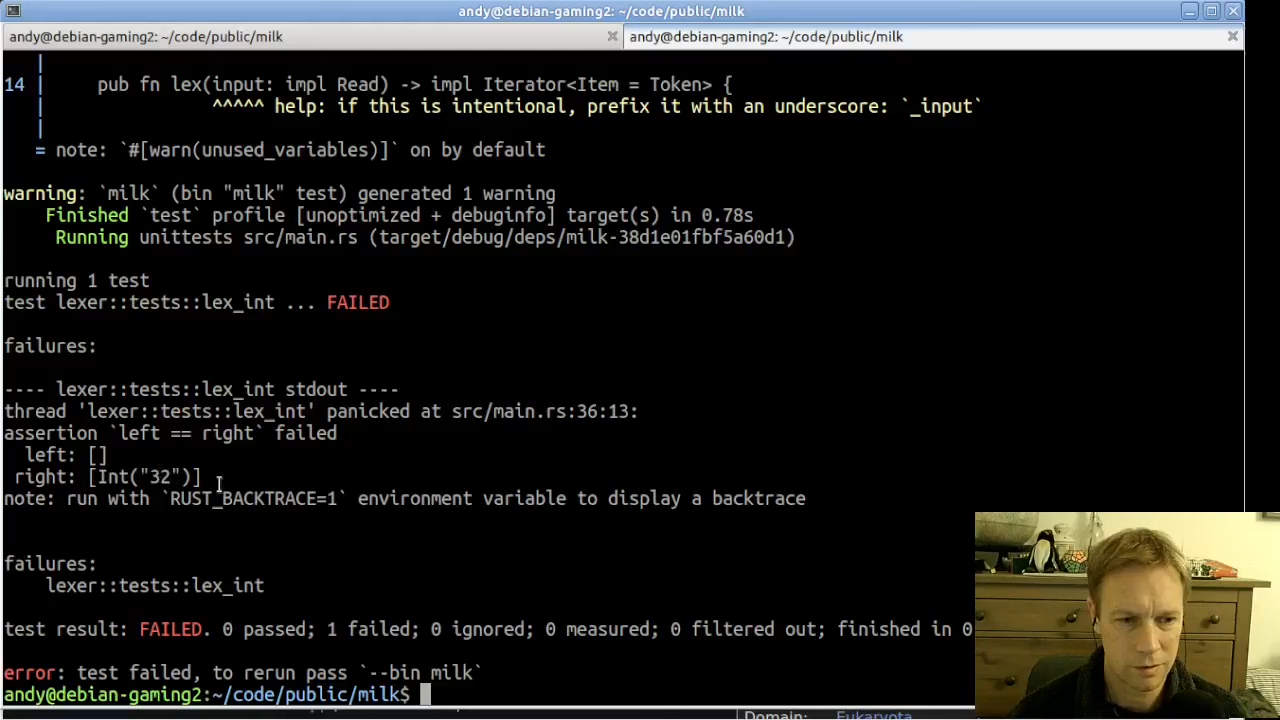 andy@debian-gaming2: ~/code/public/milk
andy@debian-gaming2: ~/code/public/milk
andy@debian-gaming2: ~/code/public/milk
|
14 |     pub fn lex(input: impl Read) -> impl Iterator<Item = Token> {
|                ^^^^^ help: if this is intentional, prefix it with an underscore: `_input`
|
= note: `#[warn(unused_variables)]` on by default
warning: `milk` (bin "milk" test) generated 1 warning
Finished `test` profile [unoptimized + debuginfo] target(s) in 0.78s
Running unittests src/main.rs (target/debug/deps/milk-38d1e01fbf5a60d1)
running 1 test
test lexer::tests::lex_int ... FAILED
failures:
---- lexer::tests::lex_int stdout ----
thread 'lexer::tests::lex_int' panicked at src/main.rs:36:13:
assertion `left == right` failed
left: []
right: [Int("32")]
note: run with `RUST_BACKTRACE=1` environment variable to display a backtrace
failures:
lexer::tests::lex_int
test result: FAILED. 0 passed; 1 failed; 0 ignored; 0 measured; 0 filtered out; finished in 0
error: test failed, to rerun pass `--bin milk`
andy@debian-gaming2:~/code/public/milk$
Domain: Eukaryota